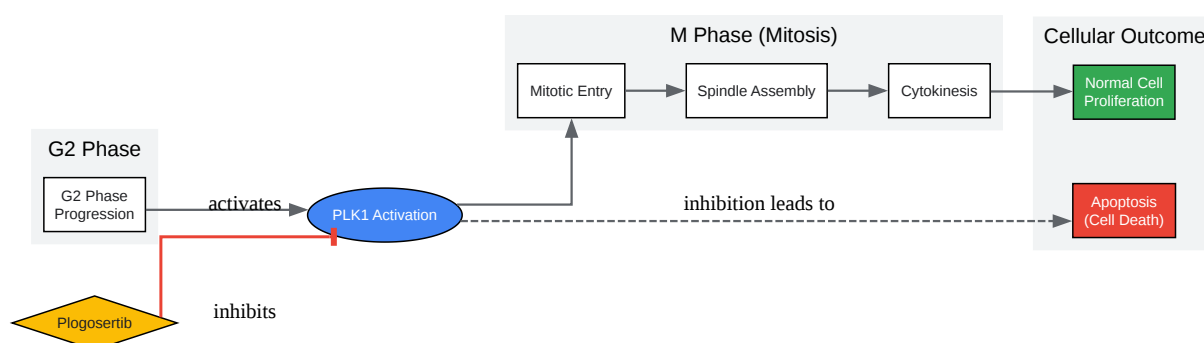 M Phase (Mitosis)
Cellular Outcome
Mitotic Entry
Spindle Assembly
Cytokinesis
Normal Cell
Proliferation
G2 Phase
G2 Phase
Progression
activates
PLK1 Activation
inhibition leads to
Apoptosis
(Cell Death)
inhibits
Plogosertib